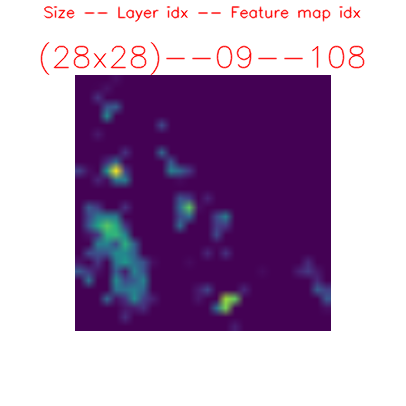 Size -- Layer idx -- Feature map idx
(28x28)--09--108